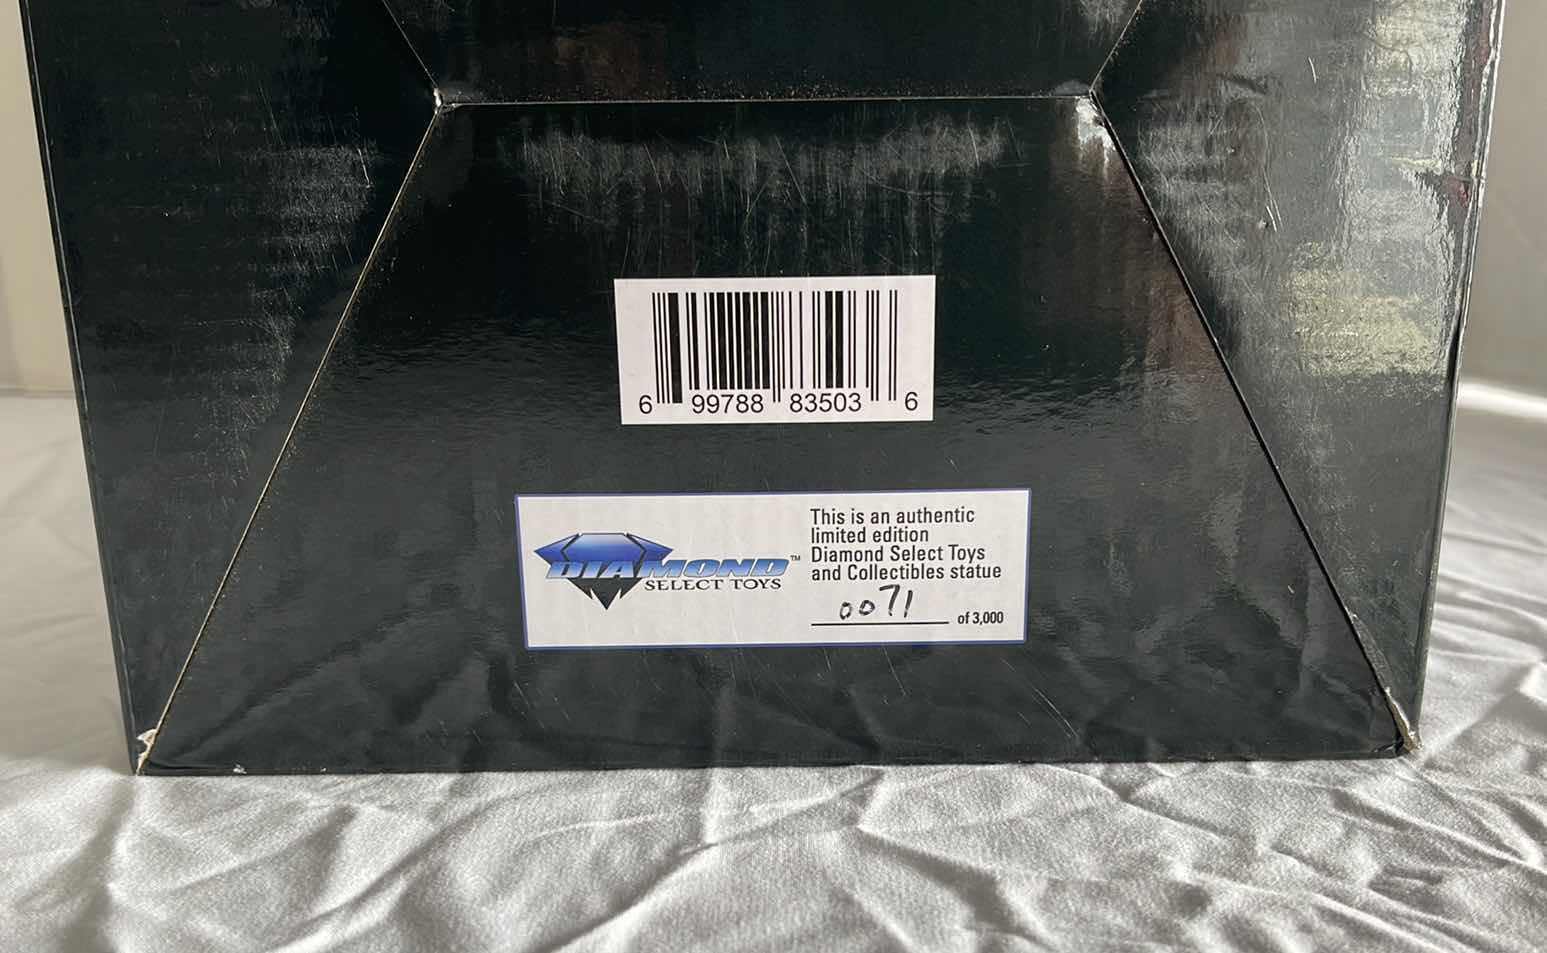 6 99788 83503 6
DIAMOND™
SELECT TOYS
This is an authentic
limited edition
Diamond Select Toys
and Collectibles statue
0071 of 3,000